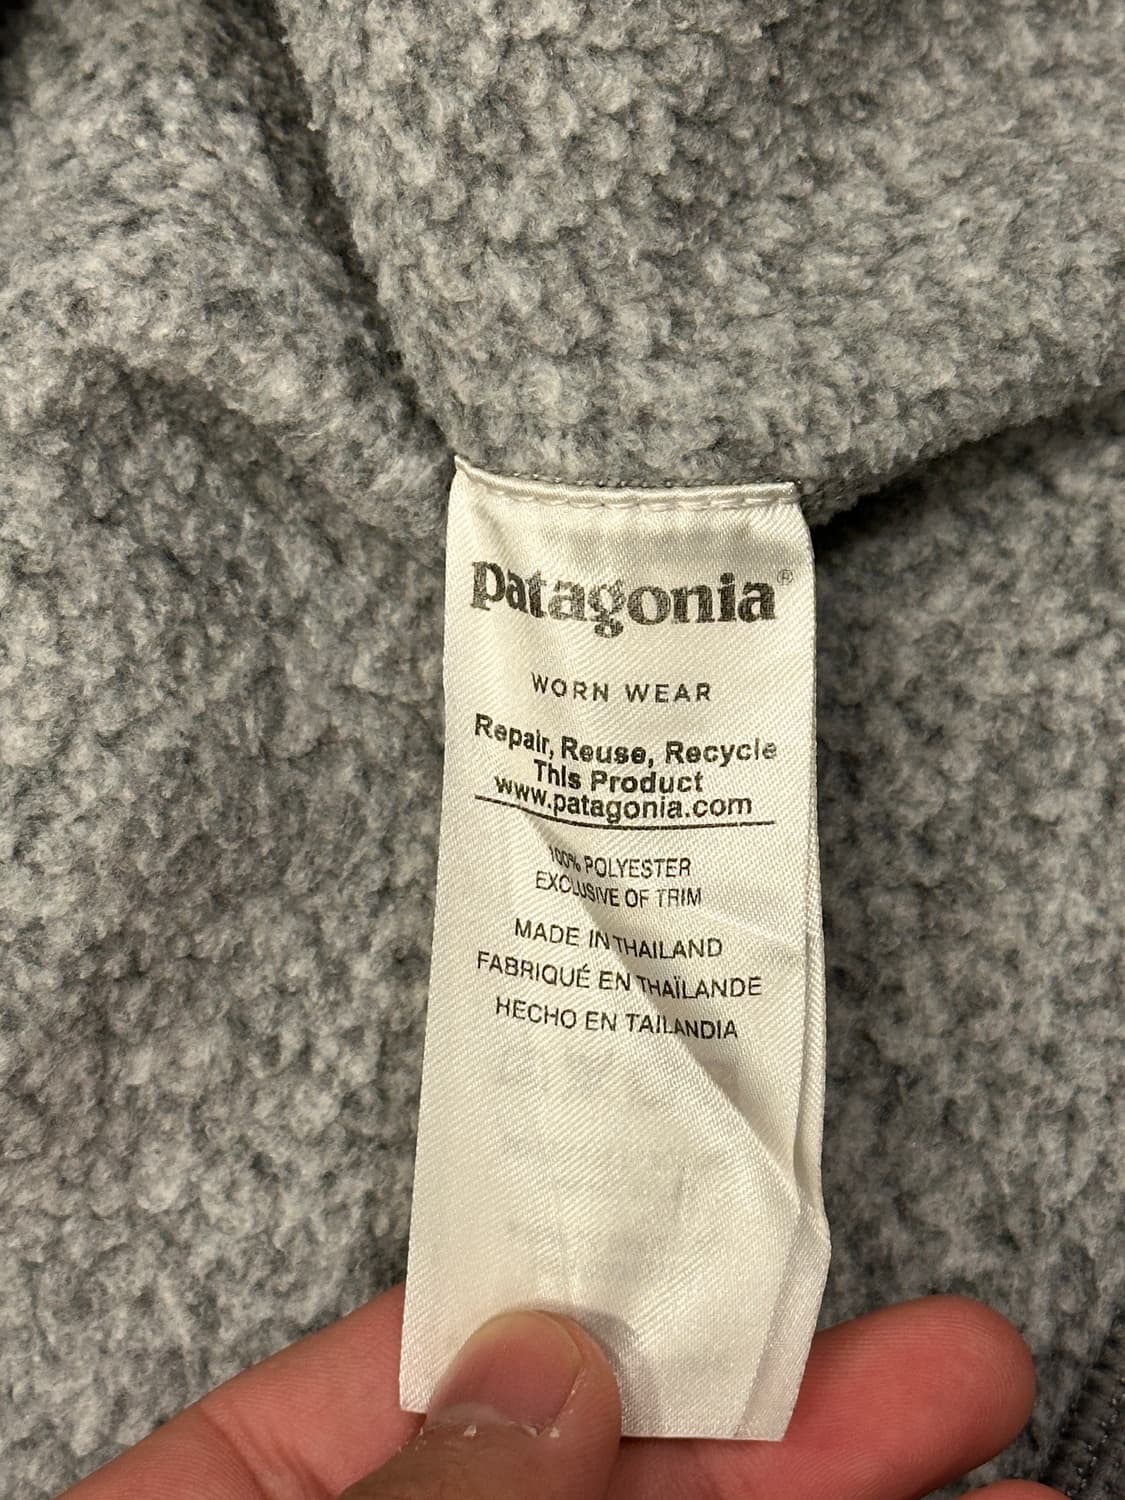 patagonia®
WORN WEAR
Repair, Reuse, Recycle
This Product
www.patagonia.com
100% POLYESTER
EXCLUSIVE OF TRIM
MADE IN THAILAND
FABRIQUÉ EN THAÏLANDE
HECHO EN TAILANDIA